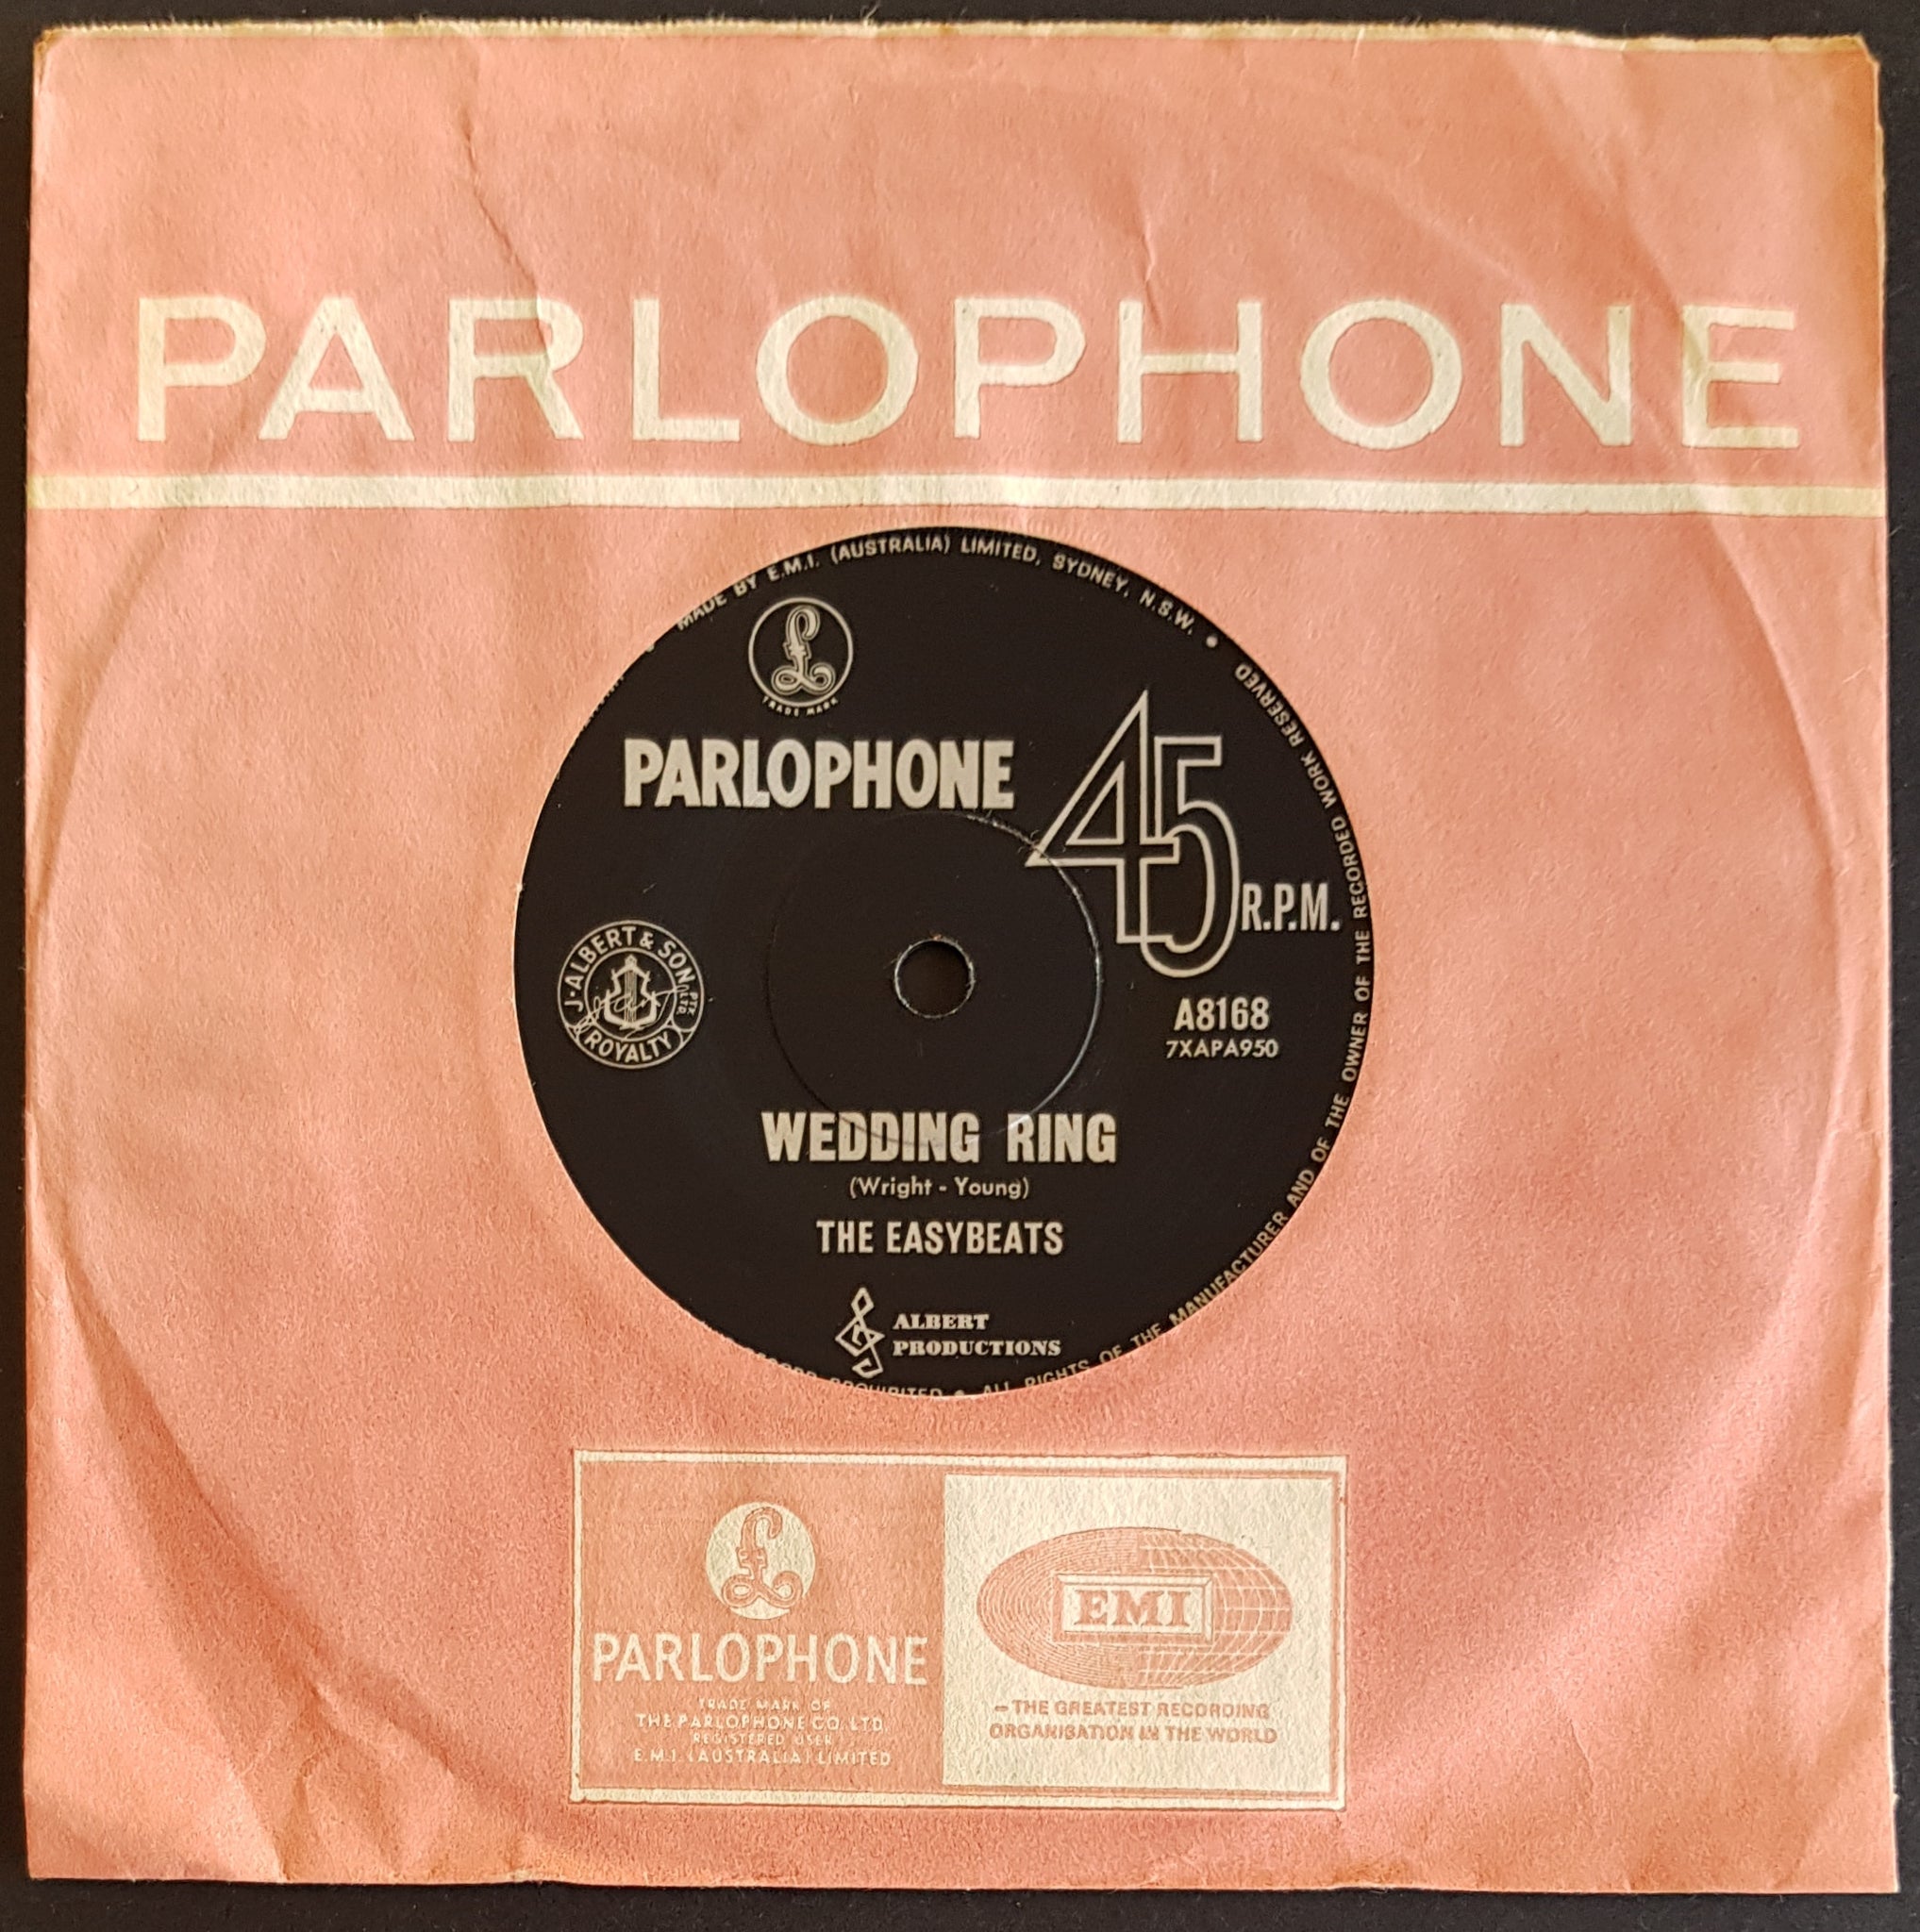 PARLOPHONE
MADE BY E.M.I. (AUSTRALIA) LIMITED, SYDNEY, N.S.W. •
£
TRADE MARK
PARLOPHONE
45 R.P.M.
J. ALBERT & SON PTY. LTD.
ROYALTY
A8168
7XAPA950
WEDDING RING
(Wright - Young)
THE EASYBEATS
ALBERT
PRODUCTIONS
PROHIBITED • ALL RIGHTS OF THE MANUFACTURER AND OF THE OWNER OF THE RECORDED WORK RESERVED
£
PARLOPHONE
TRADE MARK OF
THE PARLOPHONE CO. LTD.
REGISTERED USER
E.M.I. (AUSTRALIA) LIMITED
EMI
—THE GREATEST RECORDING
ORGANISATION IN THE WORLD